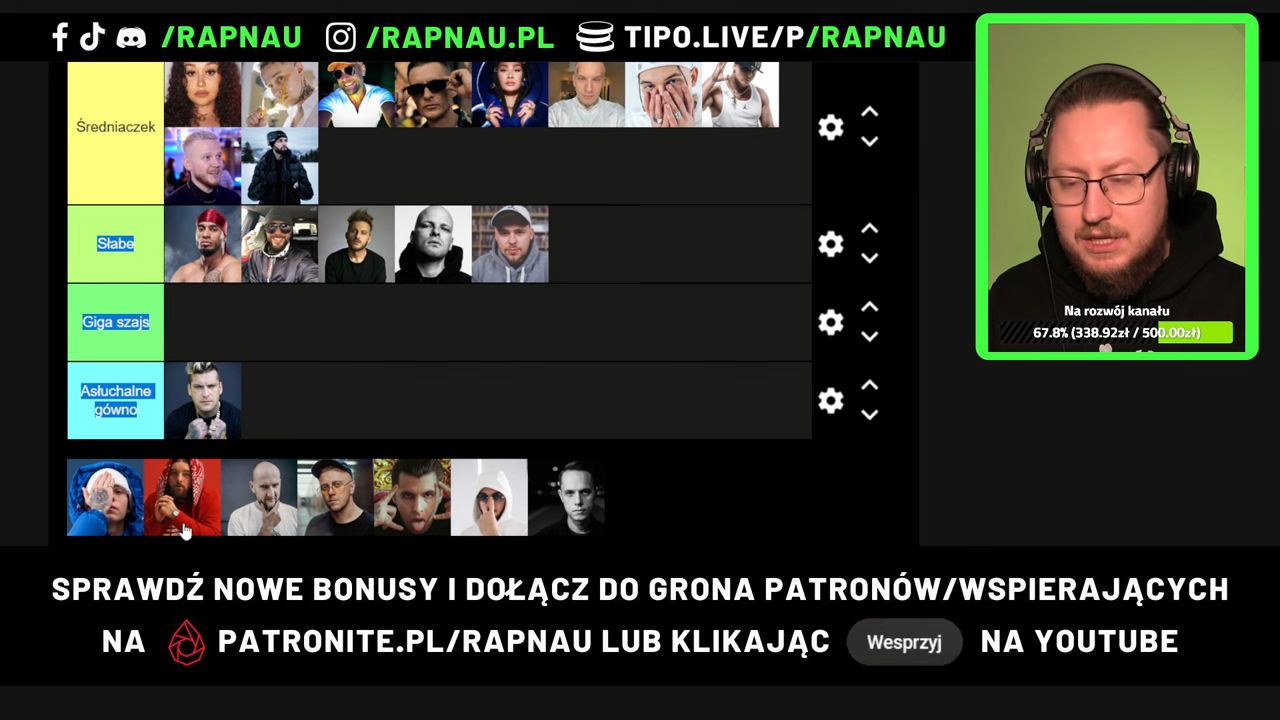 /RAPNAU /RAPNAU.PL TIPO.LIVE/P/RAPNAU
Średniaczek
Słabe
Giga szajs
Asłuchalne
gówno
Na rozwój kanału
67.8% (338.92zł / 500.00zł)
SPRAWDŹ NOWE BONUSY I DOŁĄCZ DO GRONA PATRONÓW/WSPIERAJĄCYCH
NA PATRONITE.PL/RAPNAU LUB KLIKAJĄC Wesprzyj NA YOUTUBE